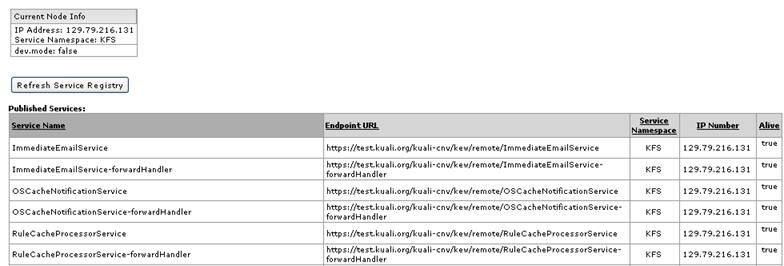 Current Node Info
IP Address: 129.79.216.131
Service Namespace: KFS
dev.mode: false
Refresh Service Registry
Published Services:
Service Name Endpoint URL Service Namespace IP Number Alive
ImmediateEmailService https://test.kuali.org/kuali-cnv/kew/remote/ImmediateEmailService KFS 129.79.216.131 true
ImmediateEmailService-forwardHandler https://test.kuali.org/kuali-cnv/kew/remote/ImmediateEmailService-forwardHandler KFS 129.79.216.131 true
OSCacheNotificationService https://test.kuali.org/kuali-cnv/kew/remote/OSCacheNotificationService KFS 129.79.216.131 true
OSCacheNotificationService-forwardHandler https://test.kuali.org/kuali-cnv/kew/remote/OSCacheNotificationService-forwardHandler KFS 129.79.216.131 true
RuleCacheProcessorService https://test.kuali.org/kuali-cnv/kew/remote/RuleCacheProcessorService KFS 129.79.216.131 true
RuleCacheProcessorService-forwardHandler https://test.kuali.org/kuali-cnv/kew/remote/RuleCacheProcessorService-forwardHandler KFS 129.79.216.131 true